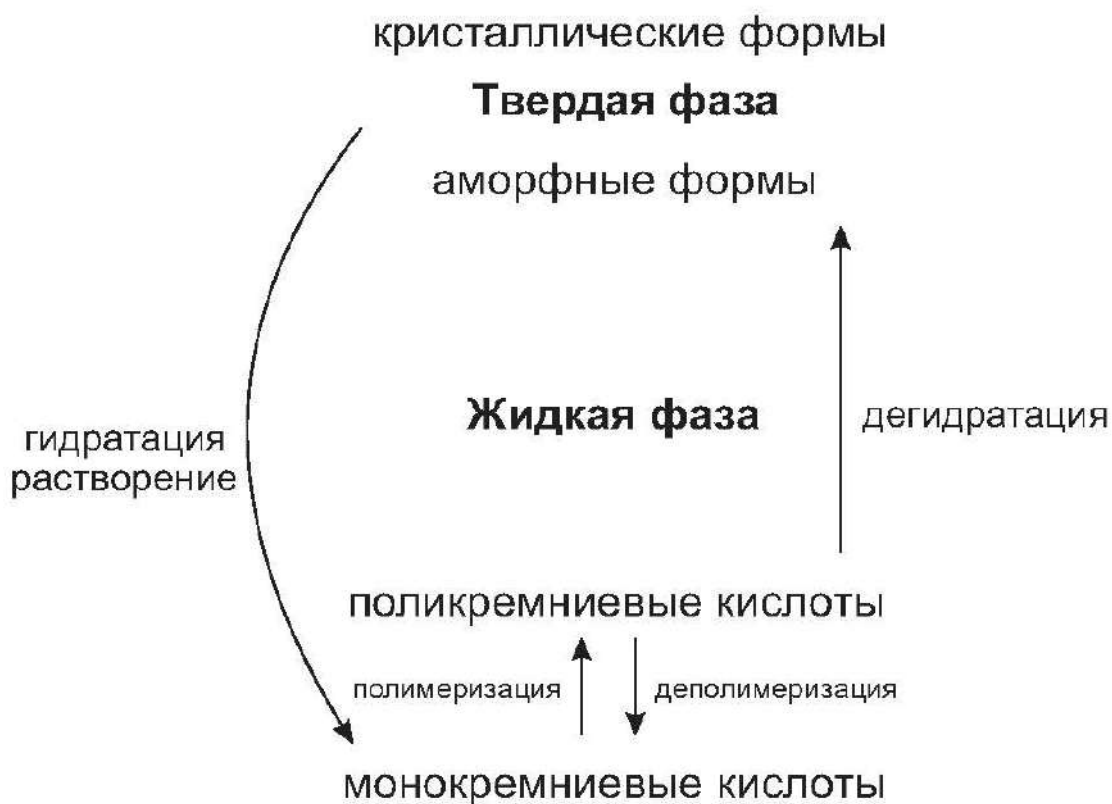 кристаллические формы
Твердая фаза
аморфные формы
Жидкая фаза
дегидратация
гидратация
растворение
поликремниевые кислоты
полимеризация
деполимеризация
монокремниевые кислоты